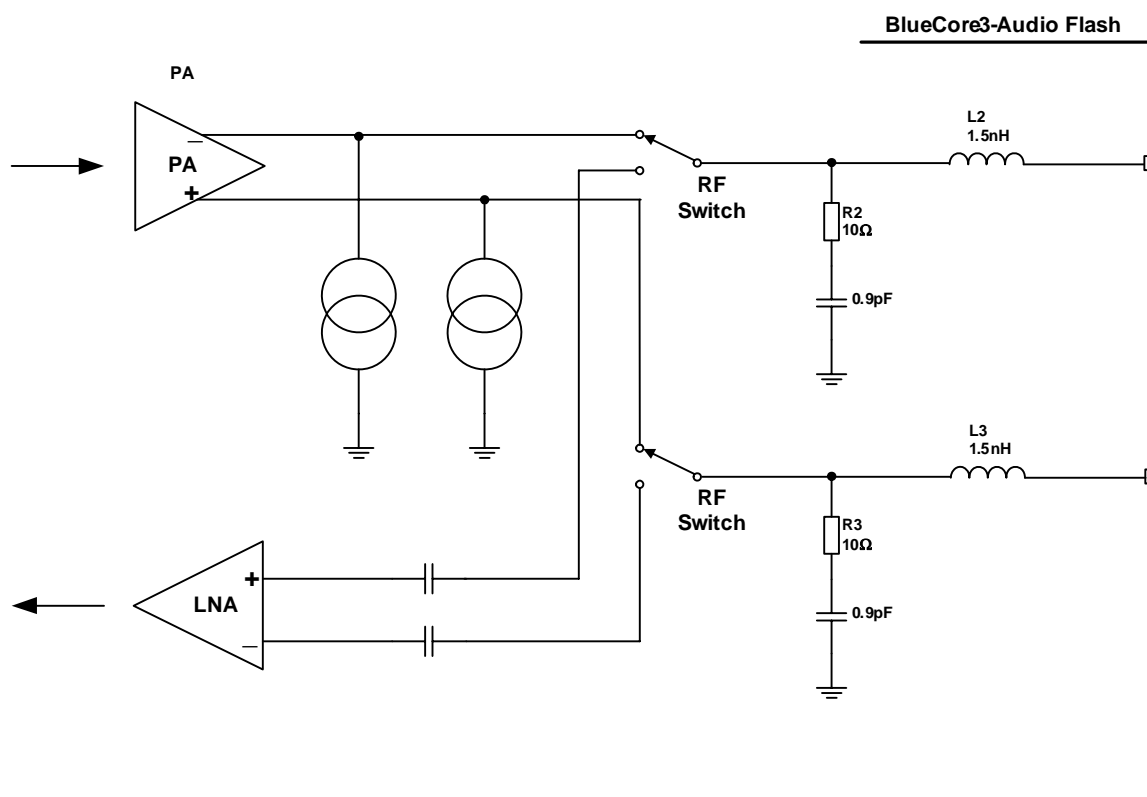 BlueCore3-Audio Flash
PA
L2
1.5nH
−
PA
+
RF
Switch
R2
10Ω
0.9pF
L3
1.5nH
RF
Switch
R3
10Ω
0.9pF
+
LNA
−